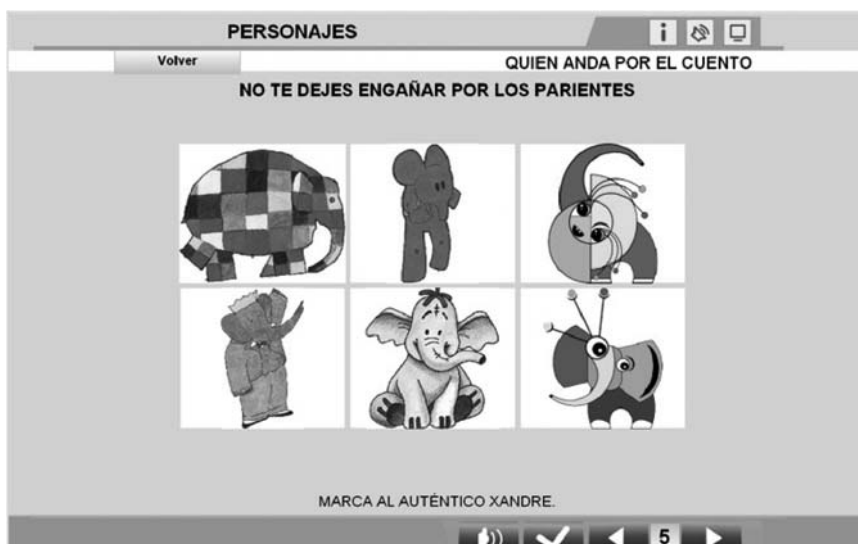 PERSONAJES
i
Volver
QUIEN ANDA POR EL CUENTO
NO TE DEJES ENGAÑAR POR LOS PARIENTES
MARCA AL AUTÉNTICO XANDRE.
5